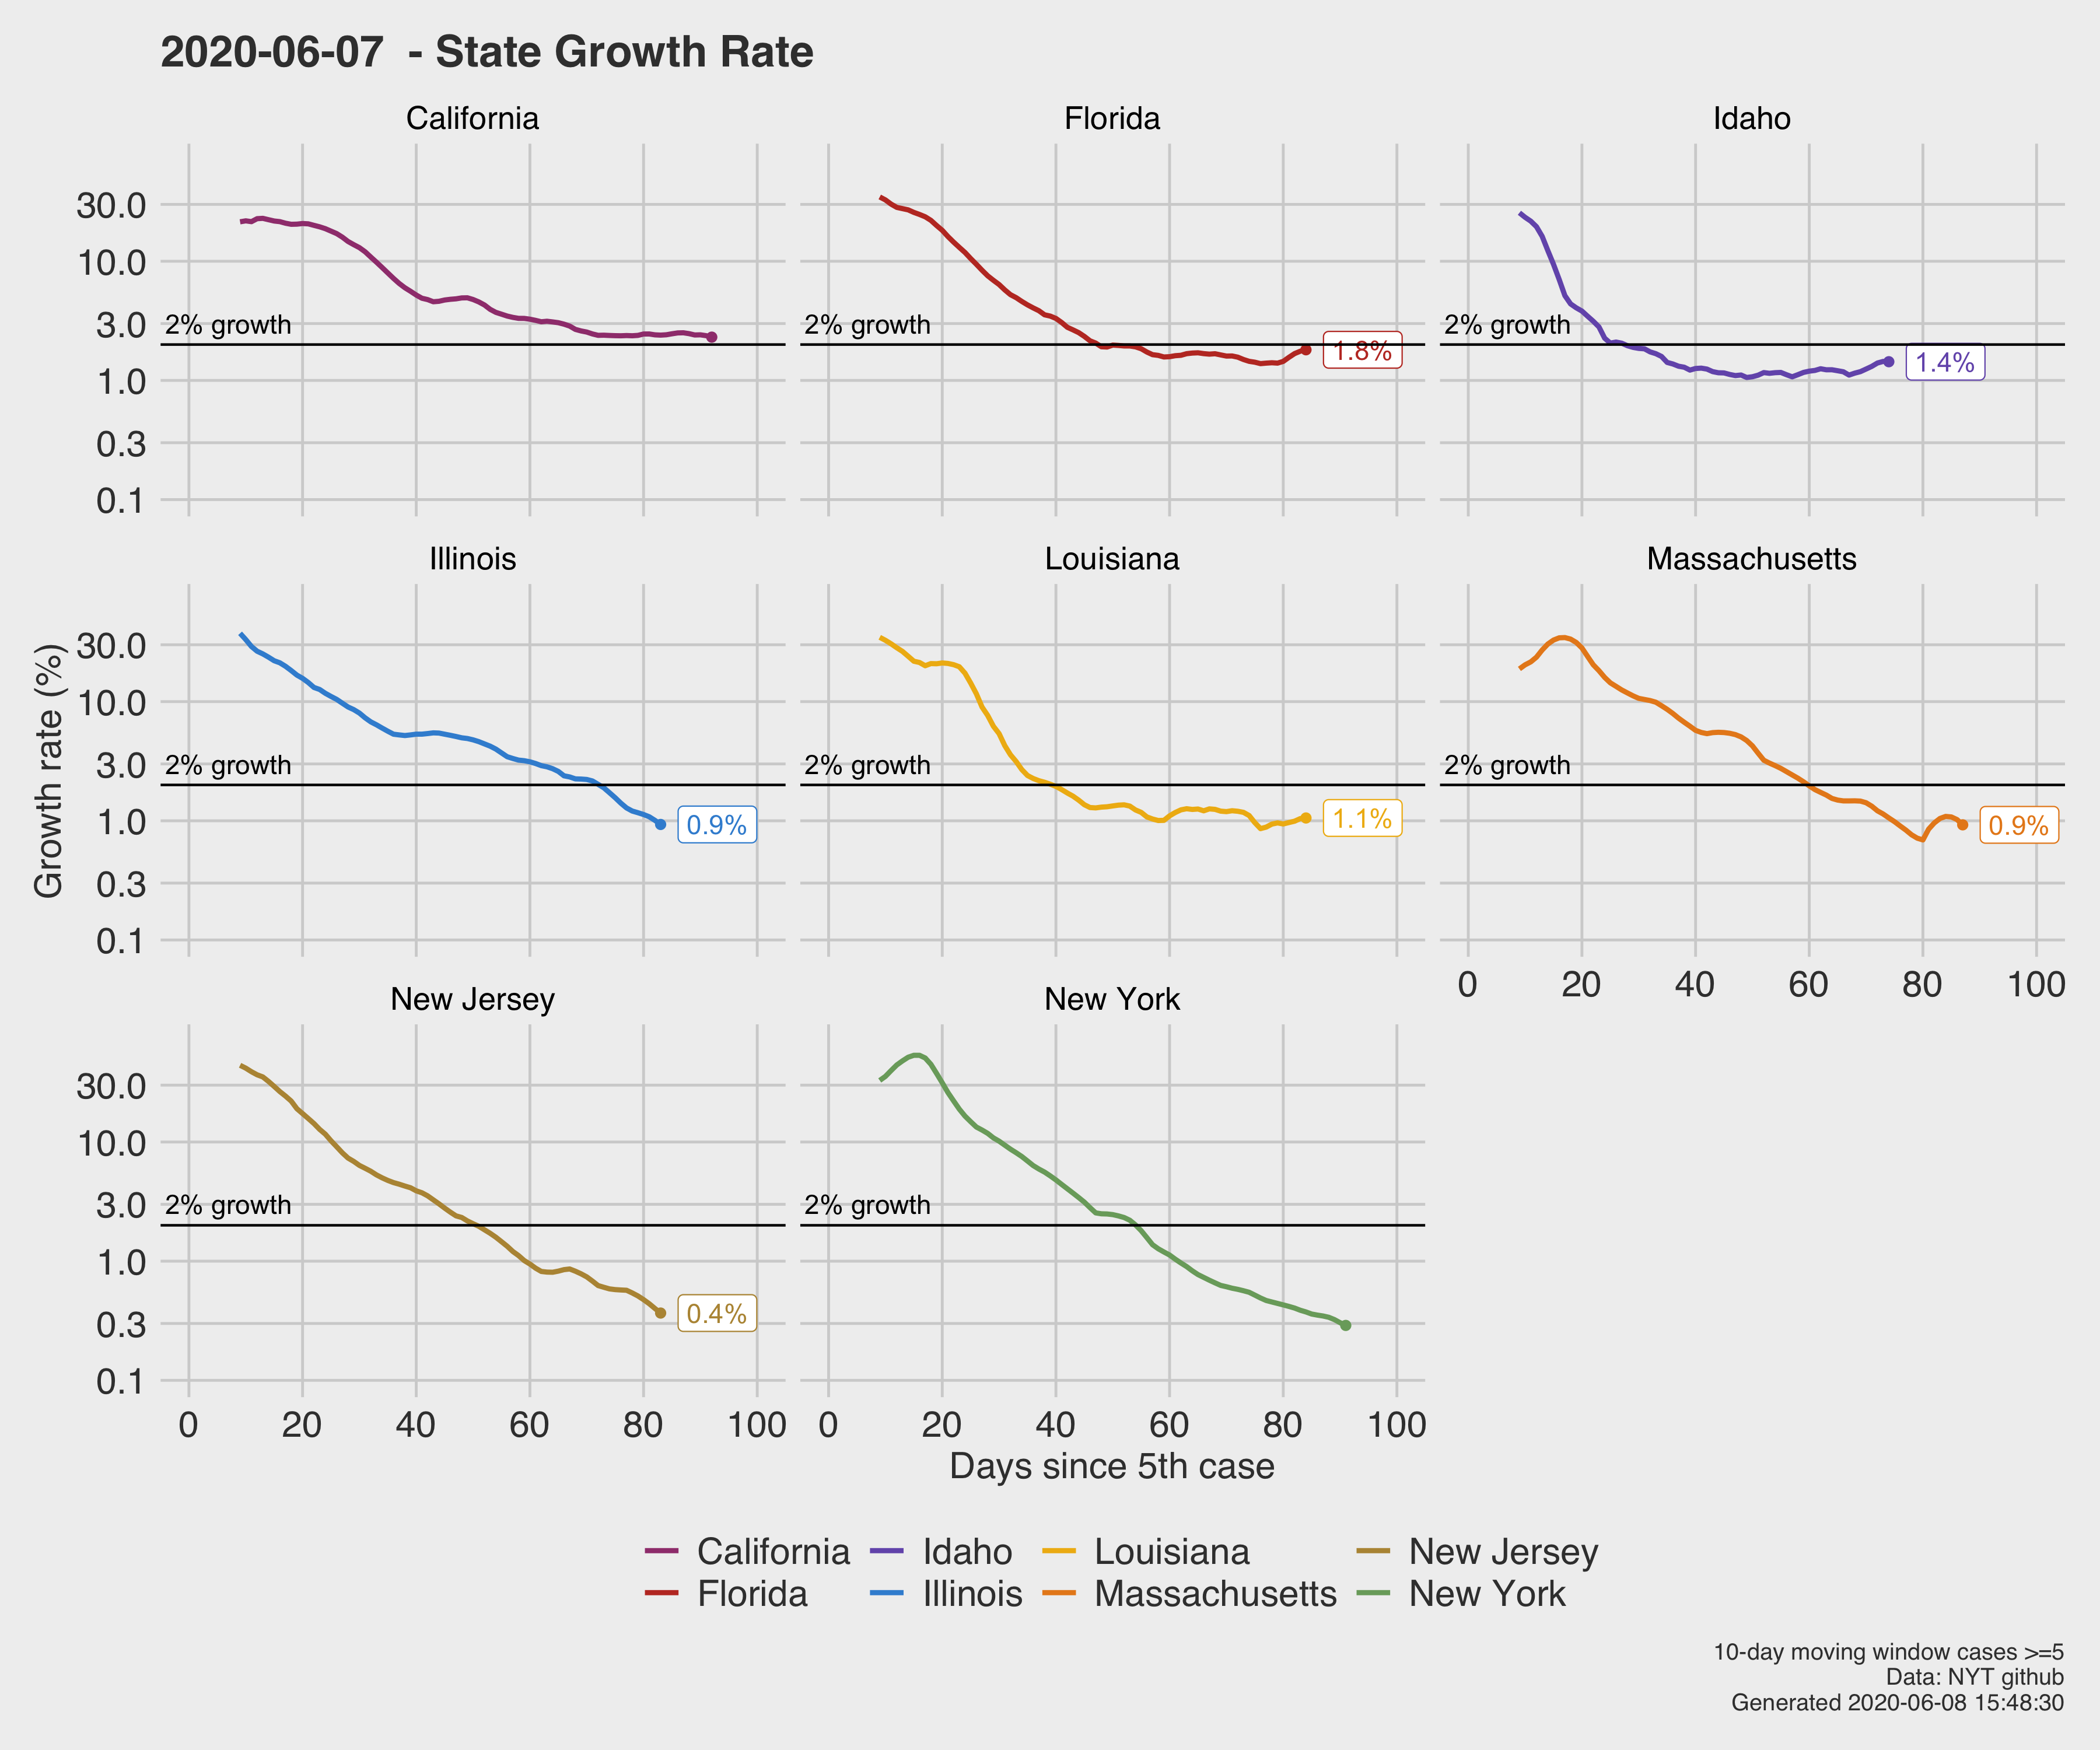 2020-06-07  - State Growth Rate
California
Florida
Idaho
30.0
10.0
3.0
1.0
0.3
0.1
2% growth
2% growth
1.8%
2% growth
1.4%
Illinois
Louisiana
Massachusetts
Growth rate (%)
30.0
10.0
3.0
1.0
0.3
0.1
2% growth
0.9%
2% growth
1.1%
2% growth
0.9%
0 20 40 60 80 100
New Jersey
New York
30.0
10.0
3.0
1.0
0.3
0.1
2% growth
0.4%
2% growth
0 20 40 60 80 100
0 20 40 60 80 100
Days since 5th case
California Idaho Louisiana New Jersey
Florida Illinois Massachusetts New York
10-day moving window cases >=5
Data: NYT github
Generated 2020-06-08 15:48:30